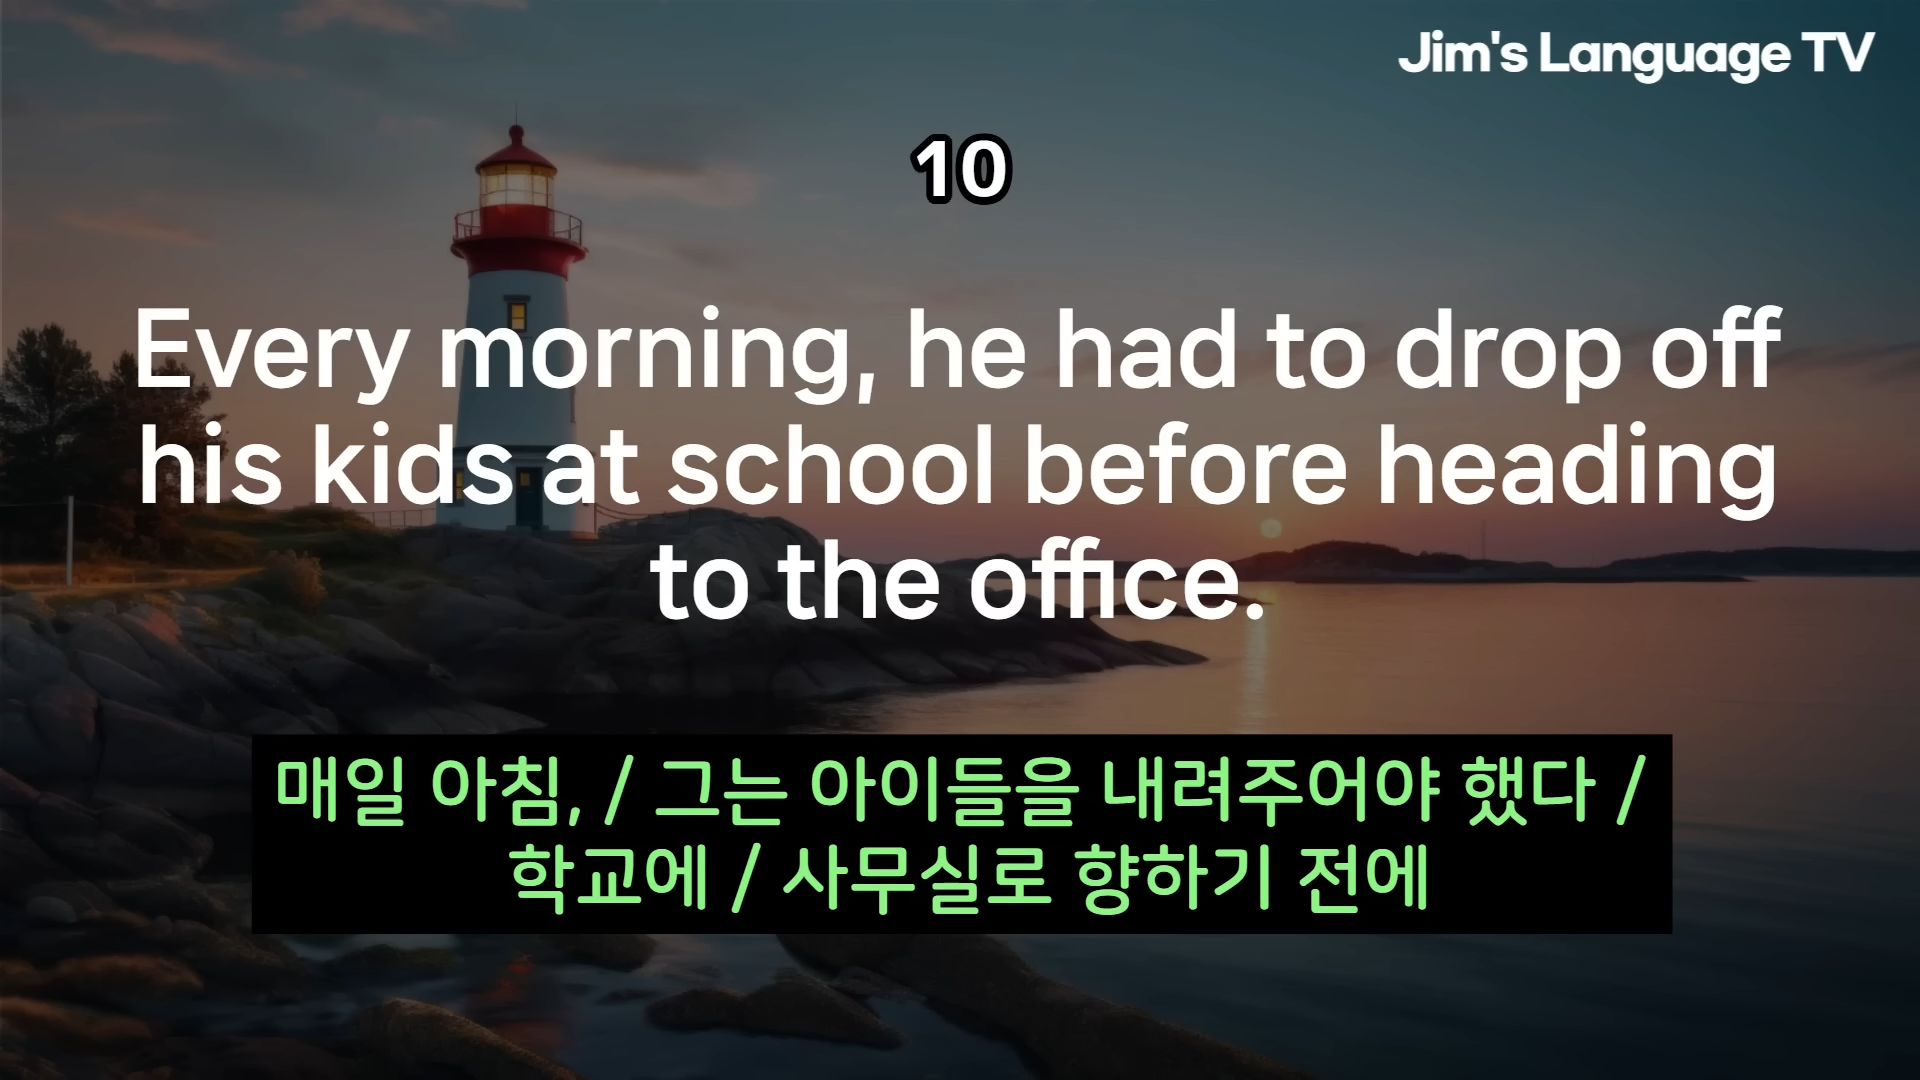 Jim's Language TV
10
Every morning, he had to drop off
his kids at school before heading
to the office.
매일 아침, / 그는 아이들을 내려주어야 했다 /
학교에 / 사무실로 향하기 전에